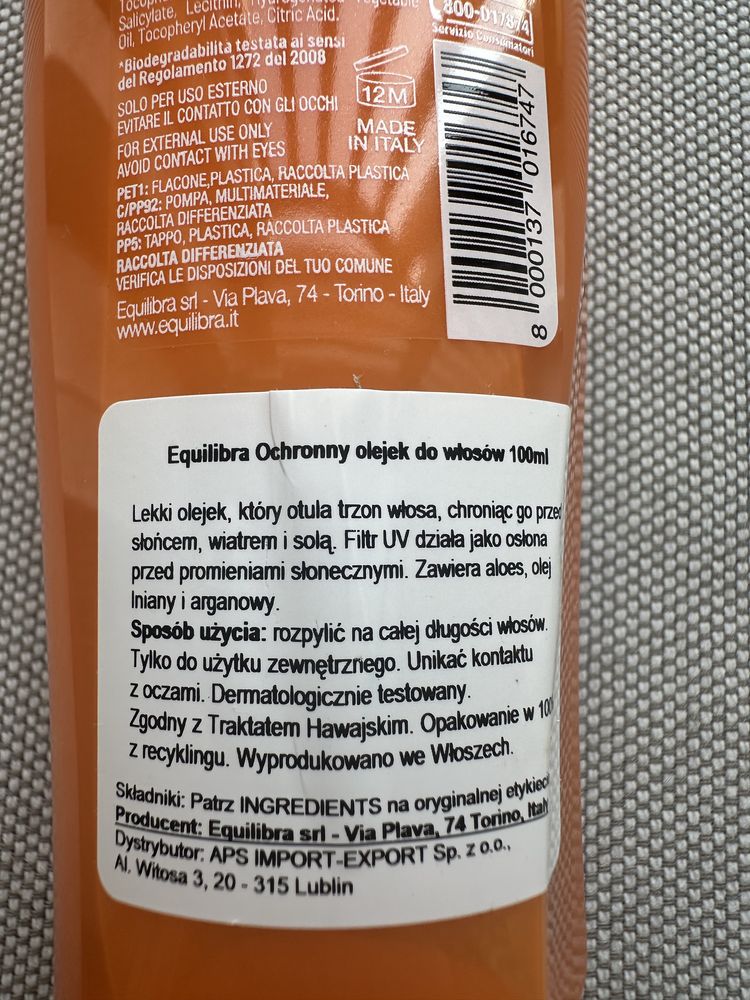 Salicylate, Lecithin, Hydrogenated Vegetable
Oil, Tocopheryl Acetate, Citric Acid.
800-017874
Servizio Consumatori
*Biodegradabilità testata ai sensi
del Regolamento 1272 del 2008
SOLO PER USO ESTERNO
EVITARE IL CONTATTO CON GLI OCCHI
FOR EXTERNAL USE ONLY
AVOID CONTACT WITH EYES
12M
MADE
IN ITALY
PET1: FLACONE,PLASTICA, RACCOLTA PLASTICA
C/PP92: POMPA, MULTIMATERIALE,
RACCOLTA DIFFERENZIATA
PP5: TAPPO, PLASTICA, RACCOLTA PLASTICA
RACCOLTA DIFFERENZIATA
VERIFICA LE DISPOSIZIONI DEL TUO COMUNE
Equilibra srl - Via Plava, 74 - Torino - Italy
www.equilibra.it
8 000137 016747
Equilibra Ochronny olejek do włosów 100ml
Lekki olejek, który otula trzon włosa, chroniąc go przed
słońcem, wiatrem i solą. Filtr UV działa jako osłona
przed promieniami słonecznymi. Zawiera aloes, olej
lniany i arganowy.
Sposób użycia: rozpylić na całej długości włosów.
Tylko do użytku zewnętrznego. Unikać kontaktu
z oczami. Dermatologicznie testowany.
Zgodny z Traktatem Hawajskim. Opakowanie w 100
z recyklingu. Wyprodukowano we Włoszech.
Składniki: Patrz INGREDIENTS na oryginalnej etykiec
Producent: Equilibra srl - Via Plava, 74 Torino, Ital
Dystrybutor: APS IMPORT-EXPORT Sp. z o.o.,
Al. Witosa 3, 20 - 315 Lublin